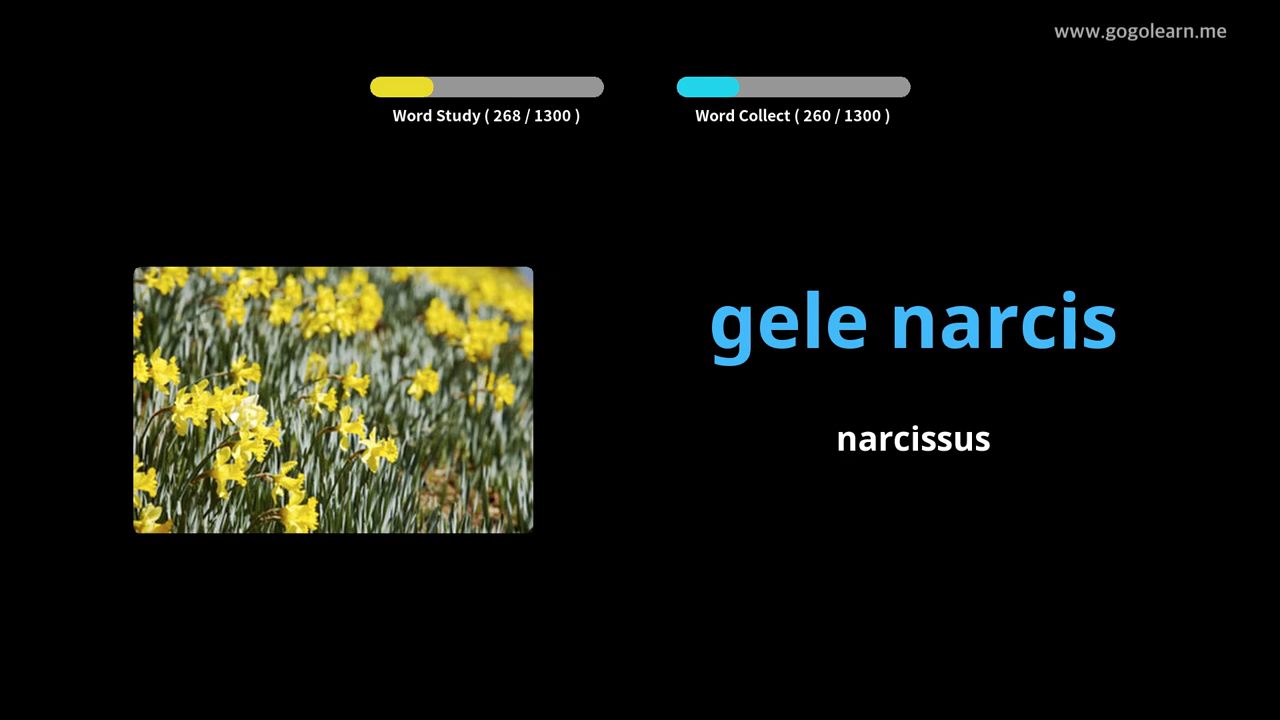 www.gogolearn.me
Word Study ( 268 / 1300 )
Word Collect ( 260 / 1300 )
gele narcis
narcissus